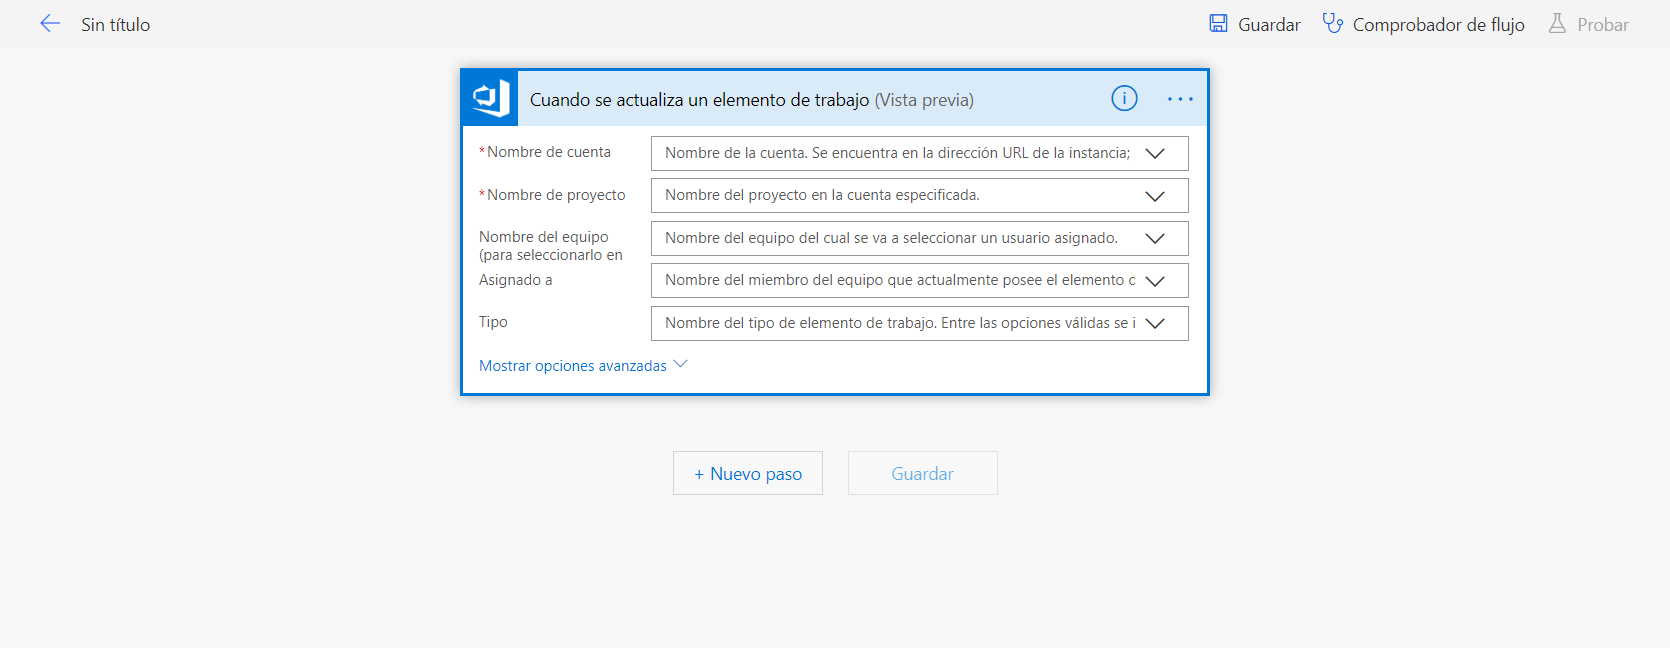 Sin título
Guardar
Comprobador de flujo
Probar
Cuando se actualiza un elemento de trabajo (Vista previa)
*Nombre de cuenta
Nombre de la cuenta. Se encuentra en la dirección URL de la instancia;
*Nombre de proyecto
Nombre del proyecto en la cuenta especificada.
Nombre del equipo
(para seleccionarlo en
Nombre del equipo del cual se va a seleccionar un usuario asignado.
Asignado a
Nombre del miembro del equipo que actualmente posee el elemento d
Tipo
Nombre del tipo de elemento de trabajo. Entre las opciones válidas se i
Mostrar opciones avanzadas
+ Nuevo paso
Guardar